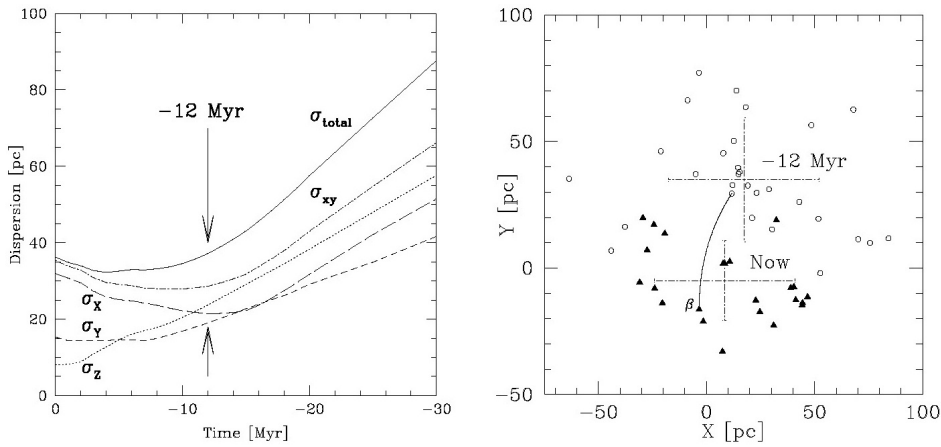 100
80
60
40
20
0
Dispersion [pc]
−12 Myr
σtotal
σxy
σX
σY
σZ
0
−10
−20
−30
Time [Myr]
100
50
0
−50
Y [pc]
−12 Myr
Now
β
−50
0
50
100
X [pc]